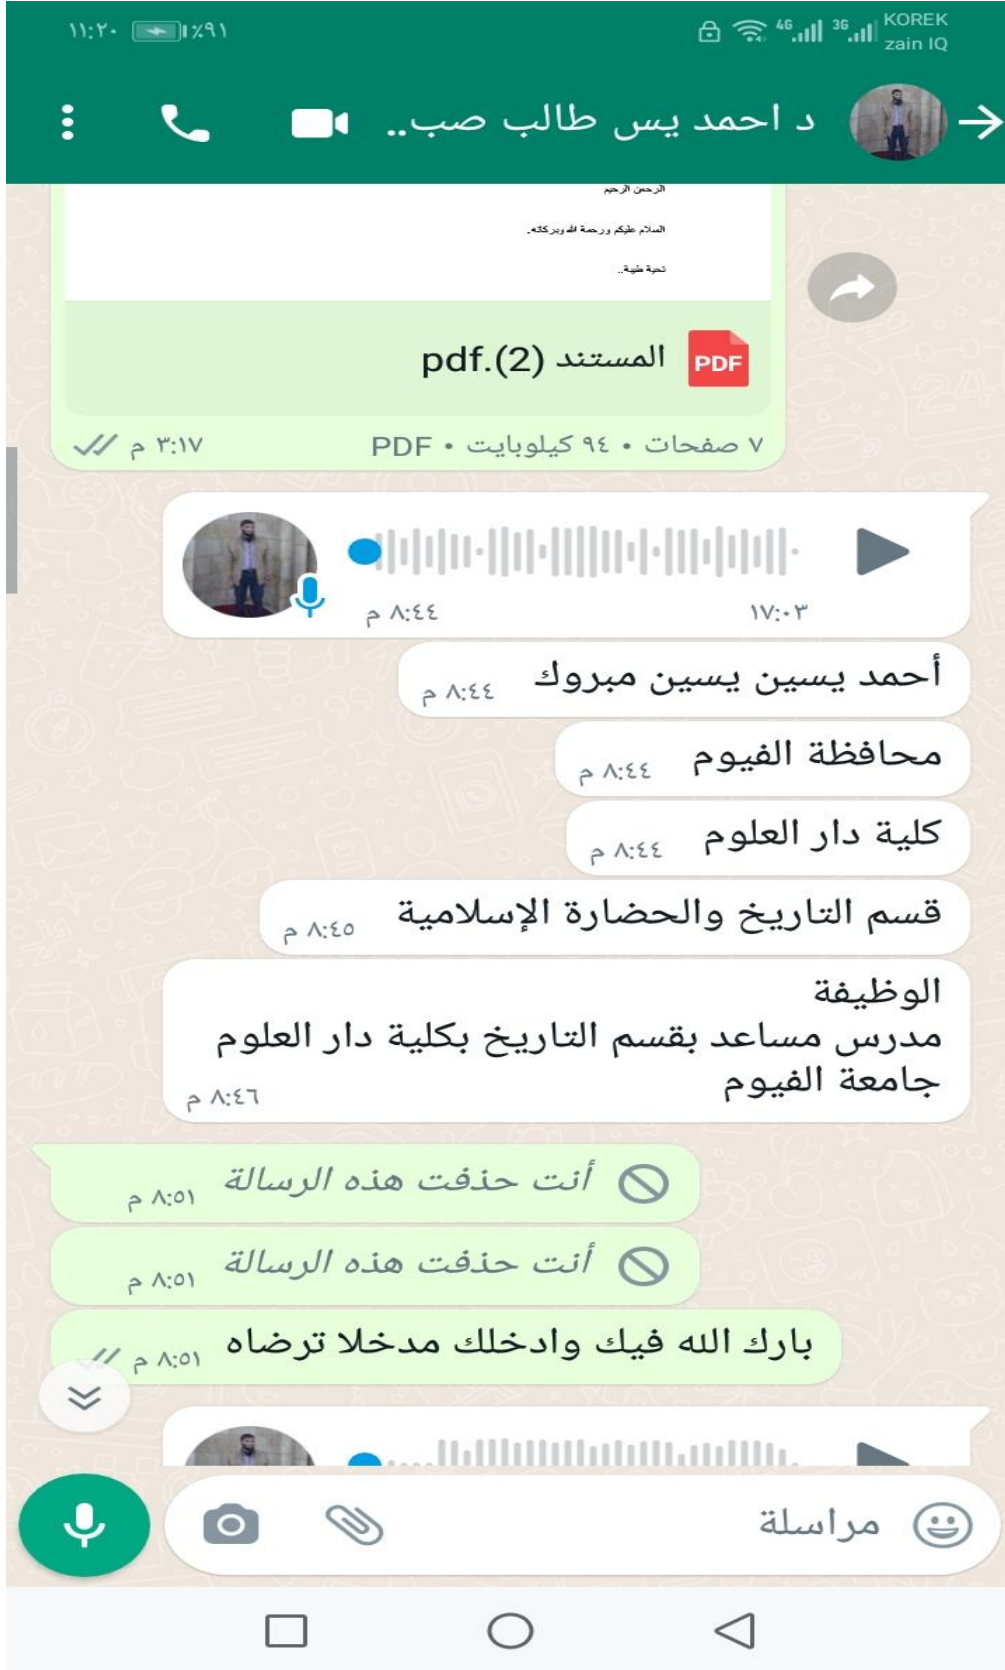 ١١:٢٠ ٪٩١
4G 3G KOREK
zain IQ
د احمد يس طالب صب..
الرحمن الرحيم
السلام عليكم ورحمة الله وبركاته.
تحية طيبة..
PDF المستند (2).pdf
٧ صفحات • ٩٤ كيلوبايت • PDF ٣:١٧ م
١٧:٠٣ ٨:٤٤ م
أحمد يسين يسين مبروك ٨:٤٤ م
محافظة الفيوم ٨:٤٤ م
كلية دار العلوم ٨:٤٤ م
قسم التاريخ والحضارة الإسلامية ٨:٤٥ م
الوظيفة
مدرس مساعد بقسم التاريخ بكلية دار العلوم
جامعة الفيوم ٨:٤٦ م
أنت حذفت هذه الرسالة ٨:٥١ م
أنت حذفت هذه الرسالة ٨:٥١ م
بارك الله فيك وادخلك مدخلا ترضاه ٨:٥١ م
مراسلة